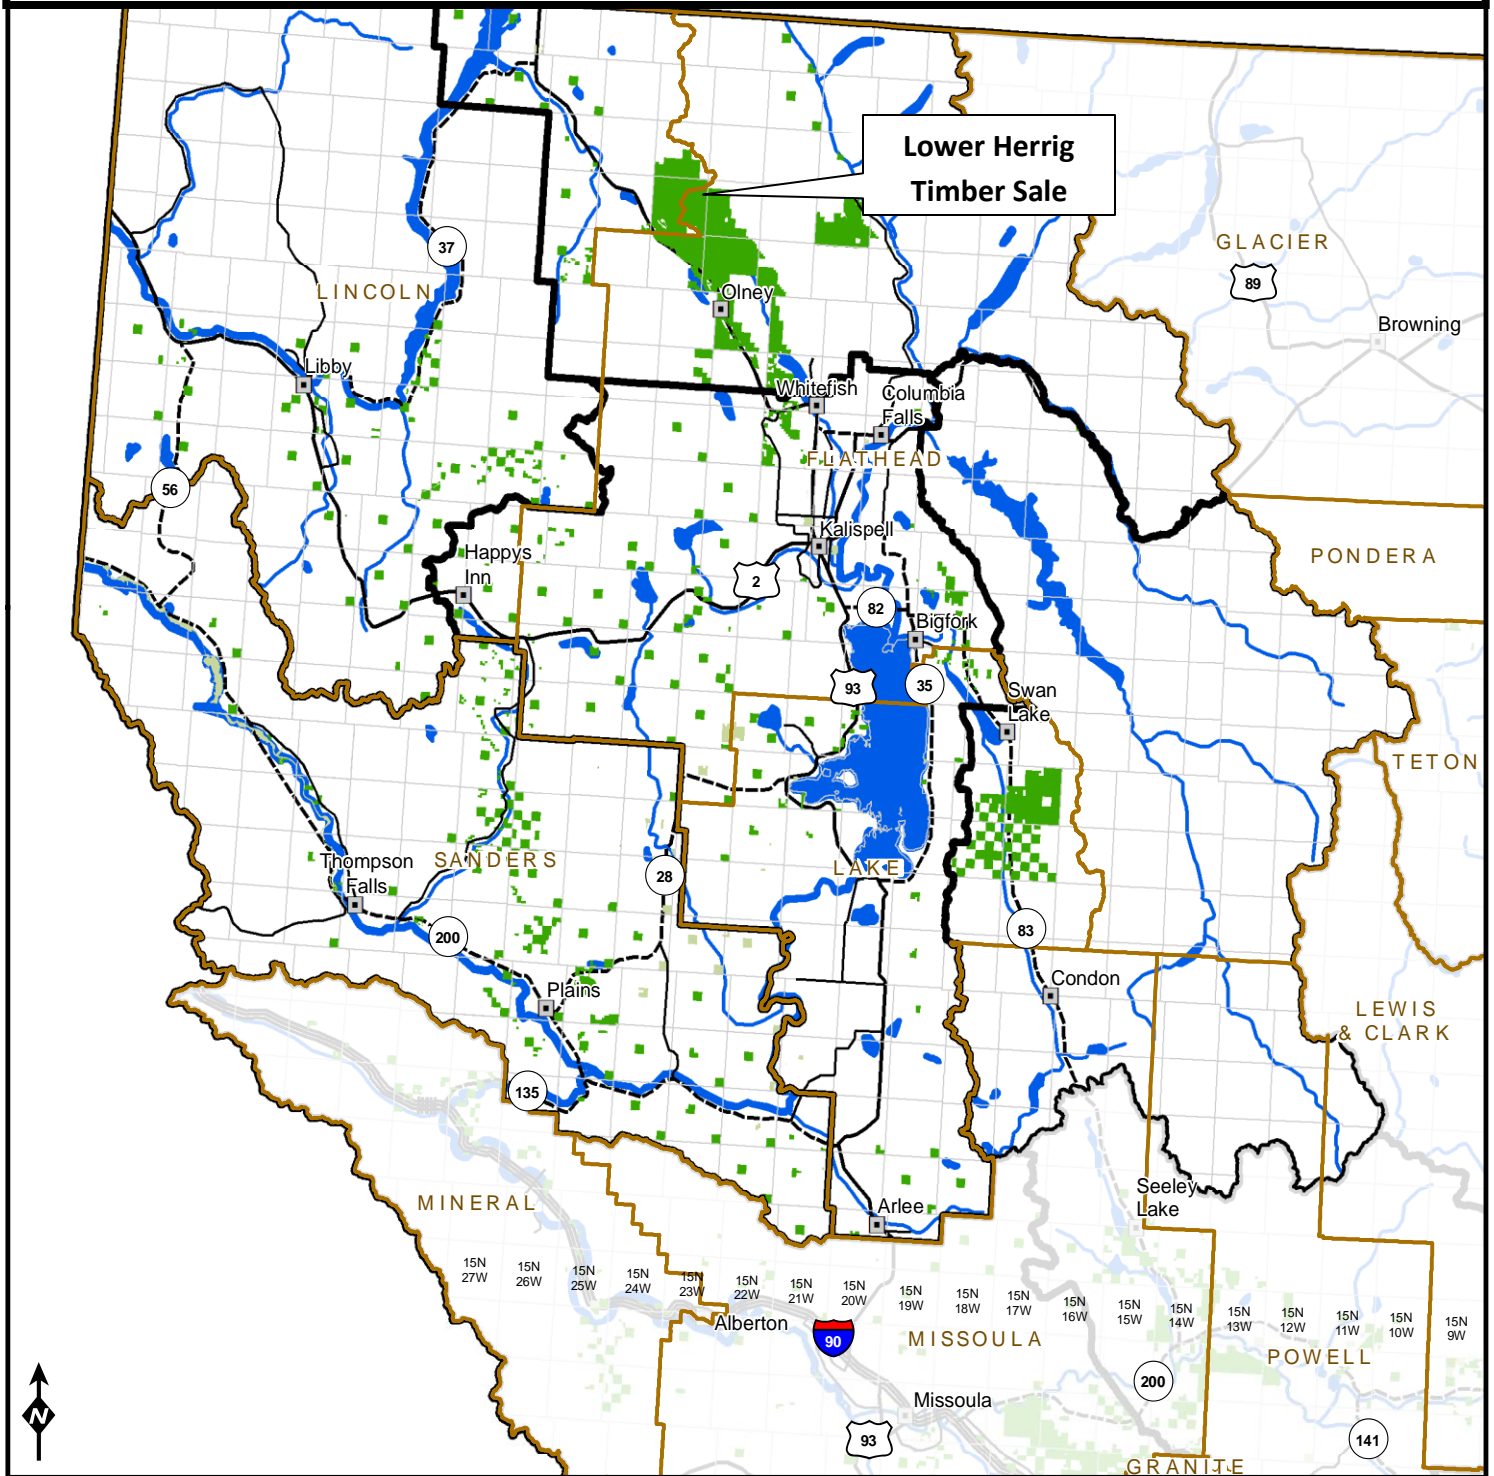 Lower Herrig
Timber Sale
GLACIER
37
89
LINCOLN
Olney
Browning
Libby
Whitefish
Columbia
Falls
FLATHEAD
56
Kalispell
Happys
Inn
PONDERA
2
82
Bigfork
93
35
Swan
Lake
TETON
Thompson
Falls
SANDERS
LAKE
28
200
83
Plains
Condon
LEWIS
& CLARK
135
MINERAL
Seeley
Lake
Arlee
15N
27W
15N
26W
15N
25W
15N
24W
15N
23W
15N
22W
15N
21W
15N
20W
15N
19W
15N
18W
15N
17W
15N
16W
15N
15W
15N
14W
15N
13W
15N
12W
15N
11W
15N
10W
15N
9W
Alberton
90
MISSOULA
POWELL
200
Missoula
N
93
141
GRANITE